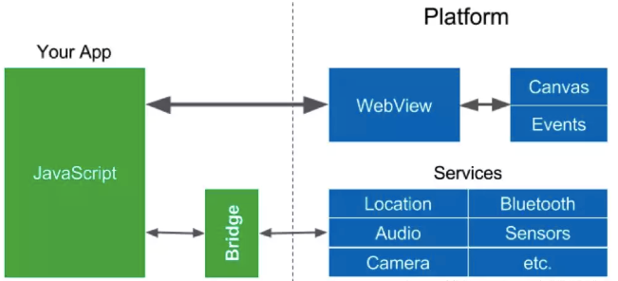 Platform
Your App
JavaScript
WebView
Canvas
Events
Bridge
Services
Location
Bluetooth
Audio
Sensors
Camera
etc.